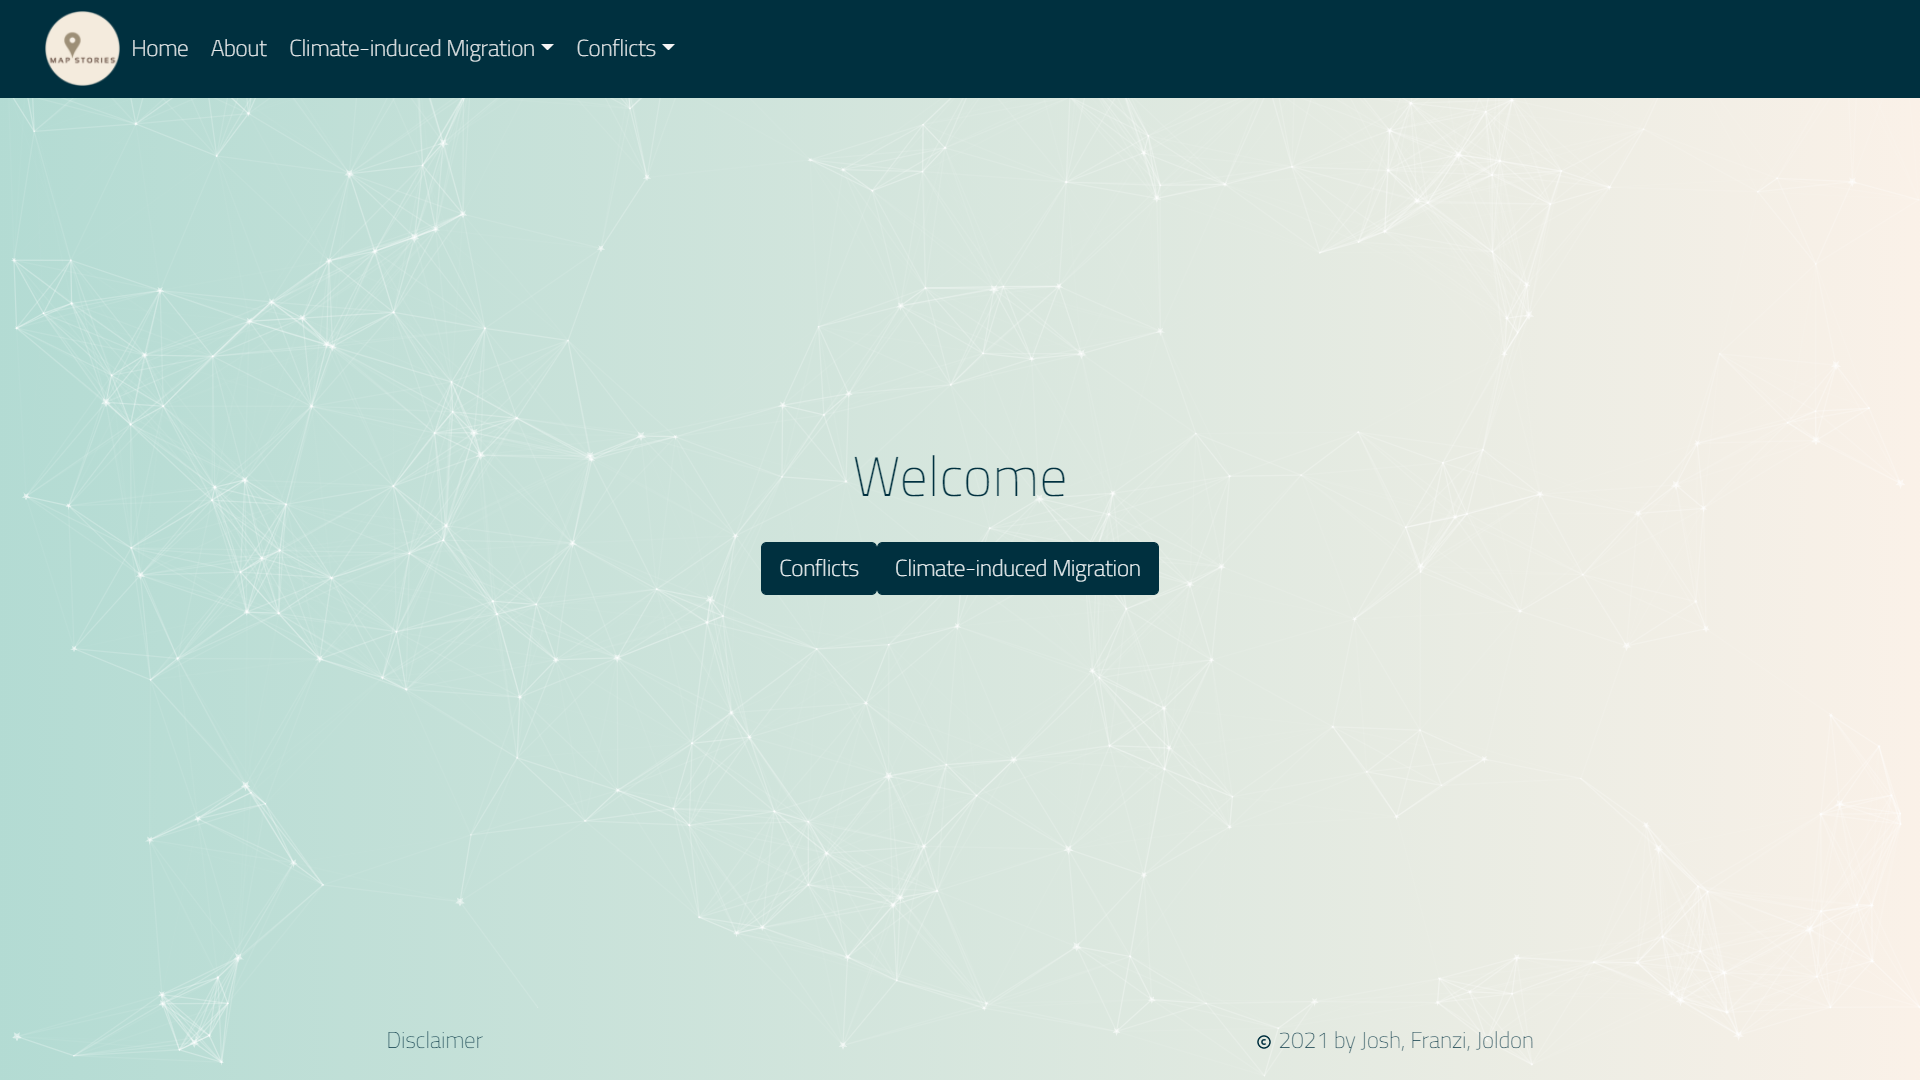 MAP STORIES
Home About Climate-induced Migration Conflicts
Welcome
Conflicts Climate-induced Migration
Disclaimer
© 2021 by Josh, Franzi, Joldon